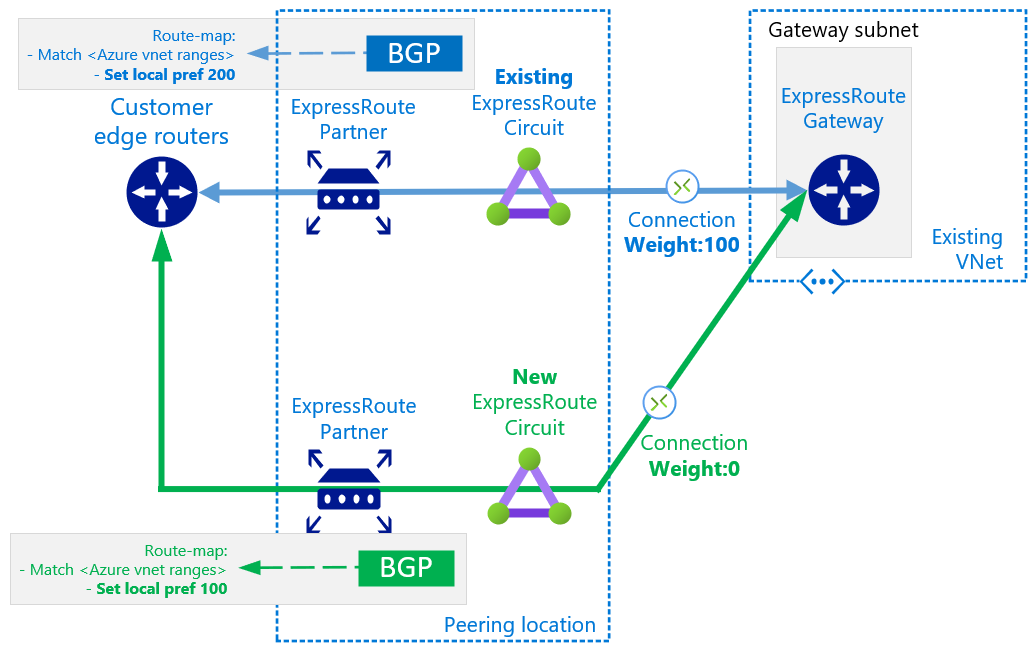 Route-map:
- Match <Azure vnet ranges>
- Set local pref 200
BGP
Customer
edge routers
ExpressRoute
Partner
Existing
ExpressRoute
Circuit
Gateway subnet
ExpressRoute
Gateway
Connection
Weight:100
Existing
VNet
ExpressRoute
Partner
New
ExpressRoute
Circuit
Connection
Weight:0
Route-map:
- Match <Azure vnet ranges>
- Set local pref 100
BGP
Peering location